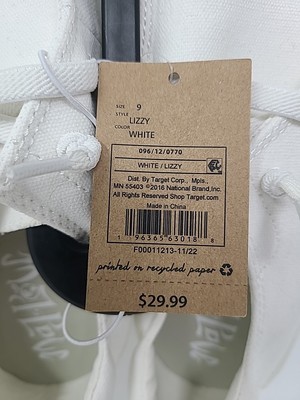 SIZE 9
STYLE LIZZY
COLOR WHITE
096/12/0770
WHITE / LIZZY
Dist. By Target Corp., Mpls.,
MN 55403 ©2016 National Brand,Inc.
All Rights Reserved Shop Target.com
Made in China
1 96365 63018 8
F00011213-11/22
printed on recycled paper
$29.99